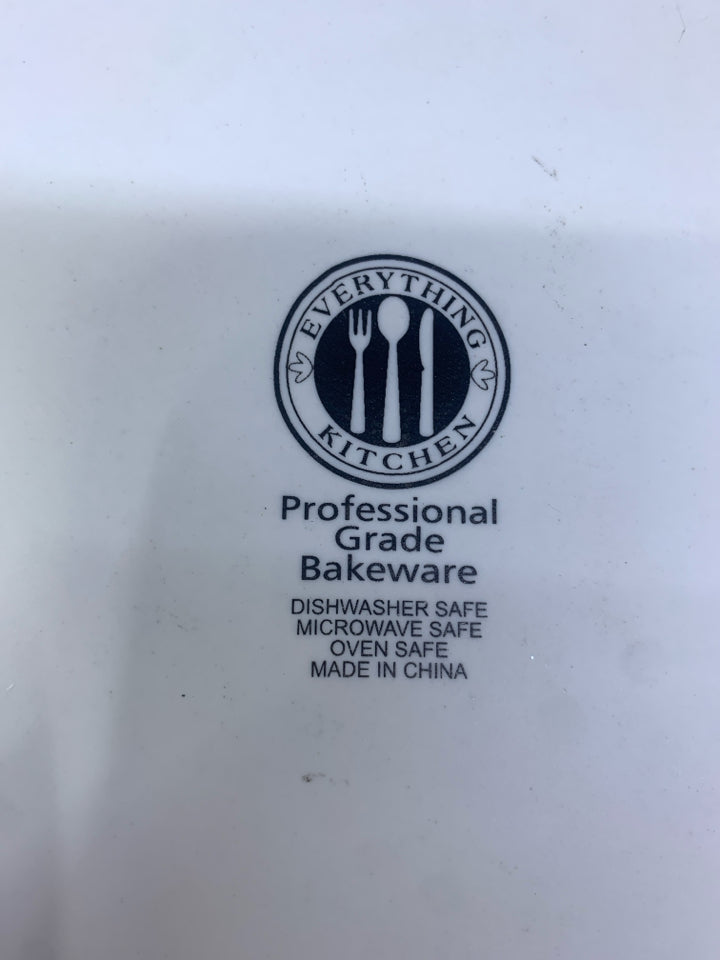 EVERYTHING
KITCHEN
Professional
Grade
Bakeware
DISHWASHER SAFE
MICROWAVE SAFE
OVEN SAFE
MADE IN CHINA